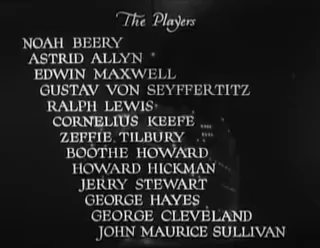 The Players
NOAH BEERY
ASTRID ALLYN
EDWIN MAXWELL
GUSTAV VON SEYFFERTITZ
RALPH LEWIS
CORNELIUS KEEFE
ZEFFIE TILBURY
BOOTHE HOWARD
HOWARD HICKMAN
JERRY STEWART
GEORGE HAYES
GEORGE CLEVELAND
JOHN MAURICE SULLIVAN